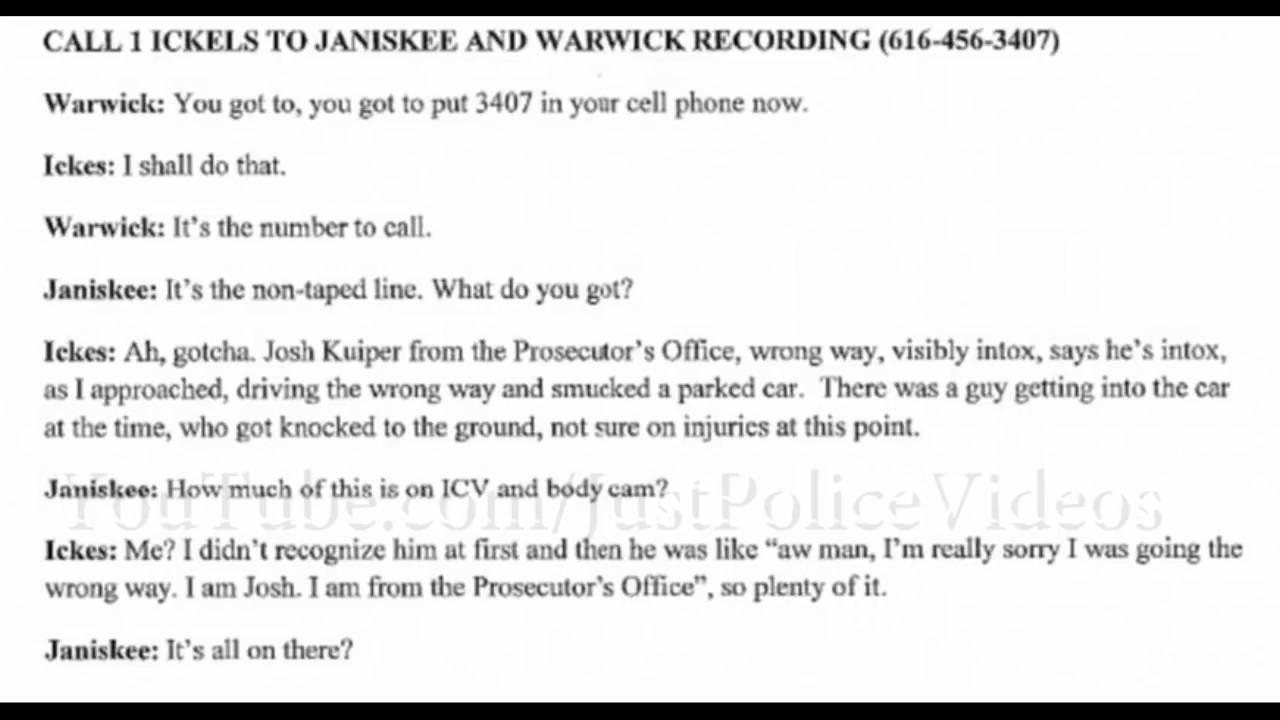 CALL 1 ICKELS TO JANISKEE AND WARWICK RECORDING (616-456-3407)
Warwick: You got to, you got to put 3407 in your cell phone now.
Ickes: I shall do that.
Warwick: It's the number to call.
Janiskee: It's the non-taped line. What do you got?
Ickes: Ah, gotcha. Josh Kuiper from the Prosecutor's Office, wrong way, visibly intox, says he's intox,
as I approached, driving the wrong way and smucked a parked car. There was a guy getting into the car
at the time, who got knocked to the ground, not sure on injuries at this point.
Janiskee: How much of this is on ICV and body cam?
YouTube.com/JustPoliceVideos
Ickes: Me? I didn't recognize him at first and then he was like “aw man, I'm really sorry I was going the
wrong way. I am Josh. I am from the Prosecutor's Office”, so plenty of it.
Janiskee: It's all on there?